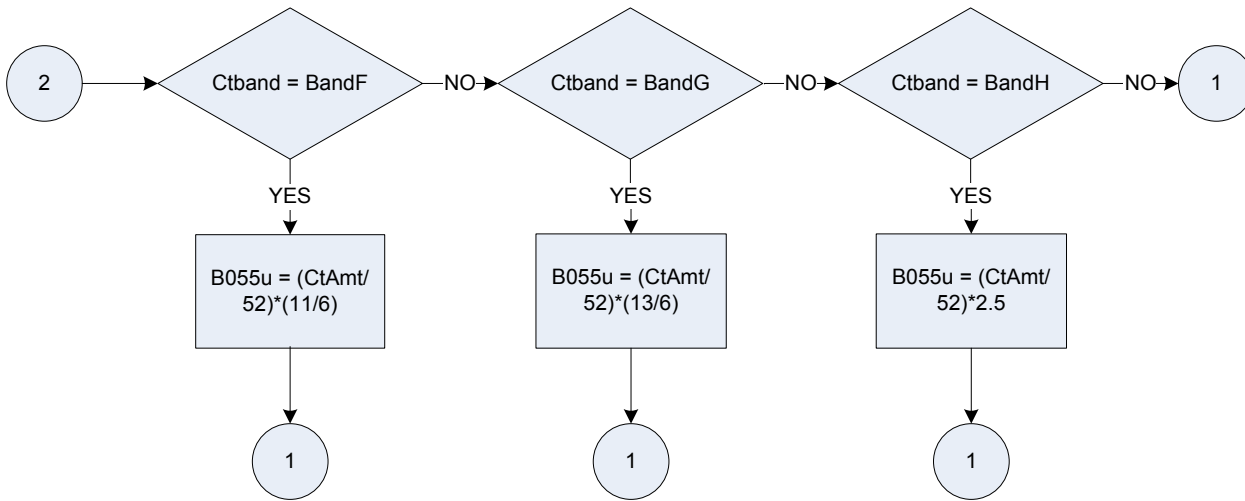 2
Ctband = BandF
NO
Ctband = BandG
NO
Ctband = BandH
NO
1
YES
YES
YES
B055u = (CtAmt/
52)*(11/6)
B055u = (CtAmt/
52)*(13/6)
B055u = (CtAmt/
52)*2.5
1
1
1